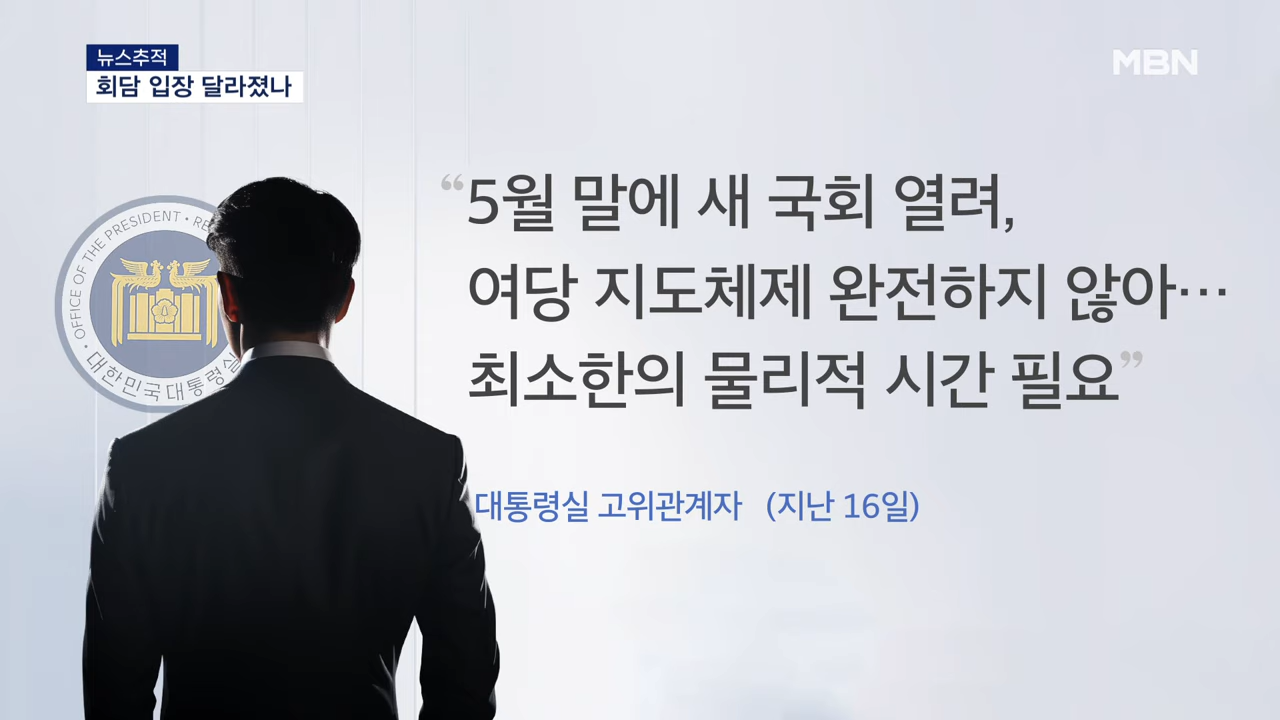 뉴스추적
회담 입장 달라졌나
MBN
“5월 말에 새 국회 열려,
여당 지도체제 완전하지 않아…
최소한의 물리적 시간 필요”
대통령실 고위관계자 (지난 16일)
OFFICE OF THE PRESIDENT • RE
대한민국 대통령실